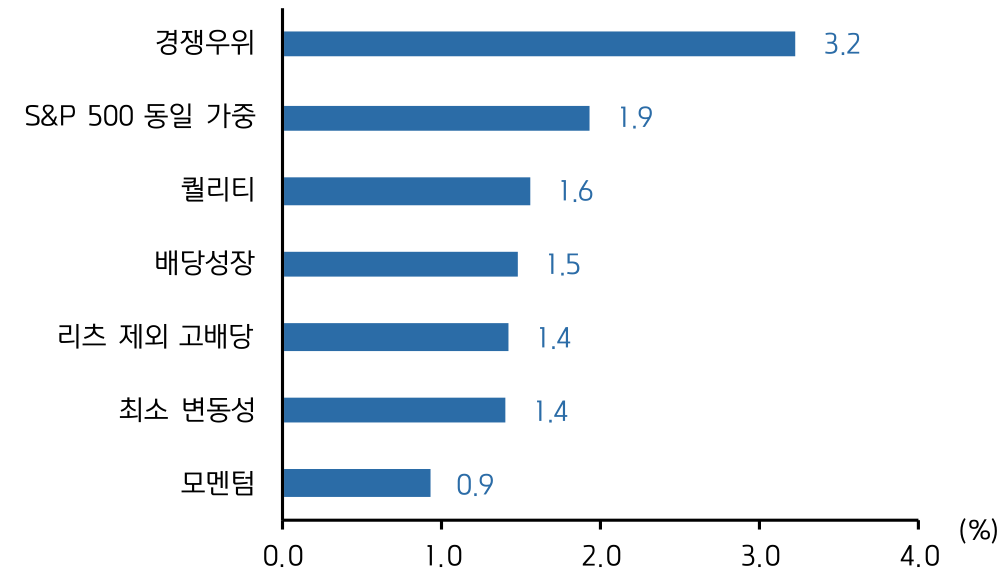 경쟁우위 3.2
S&P 500 동일 가중 1.9
퀄리티 1.6
배당성장 1.5
리츠 제외 고배당 1.4
최소 변동성 1.4
모멘텀 0.9
0.0 1.0 2.0 3.0 4.0 (%)